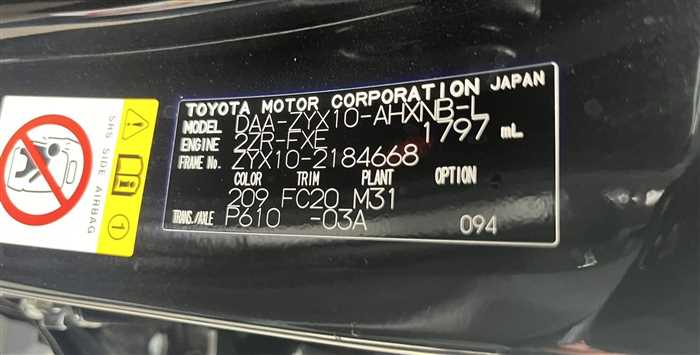 TOYOTA MOTOR CORPORATION JAPAN
MODEL DAA-ZYX10-AHXNB-L
ENGINE 2ZR-FXE 1797 mL
FRAME No. ZYX10-2184668
COLOR TRIM PLANT OPTION
209 FC20 M31
TRANS./AXLE P610 -03A 094
SRS SIDE AIRBAG
1